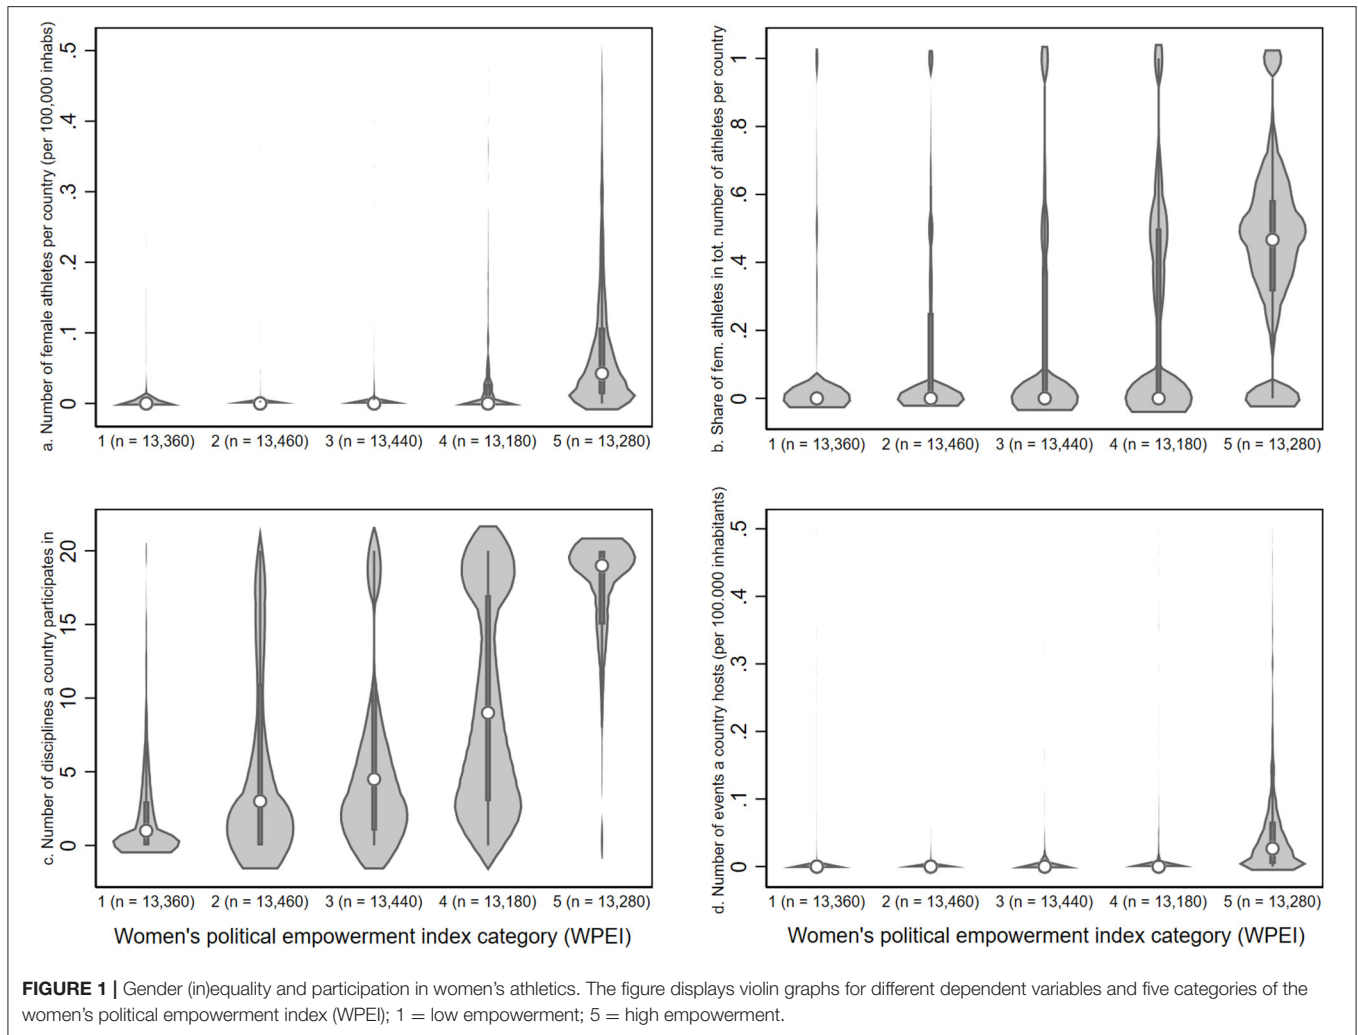 a. Number of female athletes per country (per 100,000 inhabs)
.5
.4
.3
.2
.1
0
1 (n = 13,360) 2 (n = 13,460) 3 (n = 13,440) 4 (n = 13,180) 5 (n = 13,280)
b. Share of fem. athletes in tot. number of athletes per country
1
.8
.6
.4
.2
0
1 (n = 13,360) 2 (n = 13,460) 3 (n = 13,440) 4 (n = 13,180) 5 (n = 13,280)
c. Number of disciplines a country participates in
20
15
10
5
0
1 (n = 13,360) 2 (n = 13,460) 3 (n = 13,440) 4 (n = 13,180) 5 (n = 13,280)
Women's political empowerment index category (WPEI)
d. Number of events a country hosts (per 100.000 inhabitants)
.5
.4
.3
.2
.1
0
1 (n = 13,360) 2 (n = 13,460) 3 (n = 13,440) 4 (n = 13,180) 5 (n = 13,280)
Women's political empowerment index category (WPEI)
FIGURE 1 | Gender (in)equality and participation in women's athletics. The figure displays violin graphs for different dependent variables and five categories of the
women's political empowerment index (WPEI); 1 = low empowerment; 5 = high empowerment.